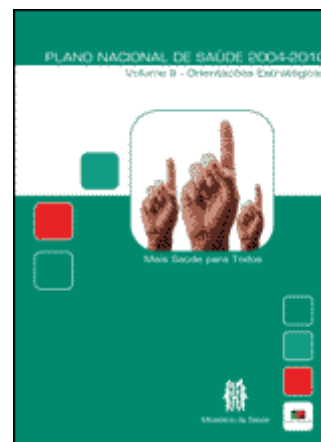 PLANO NACIONAL DE SAÚDE 2004-2010
Volume II - Orientações Estratégicas
Mais Saúde para Todos
Ministério da Saúde